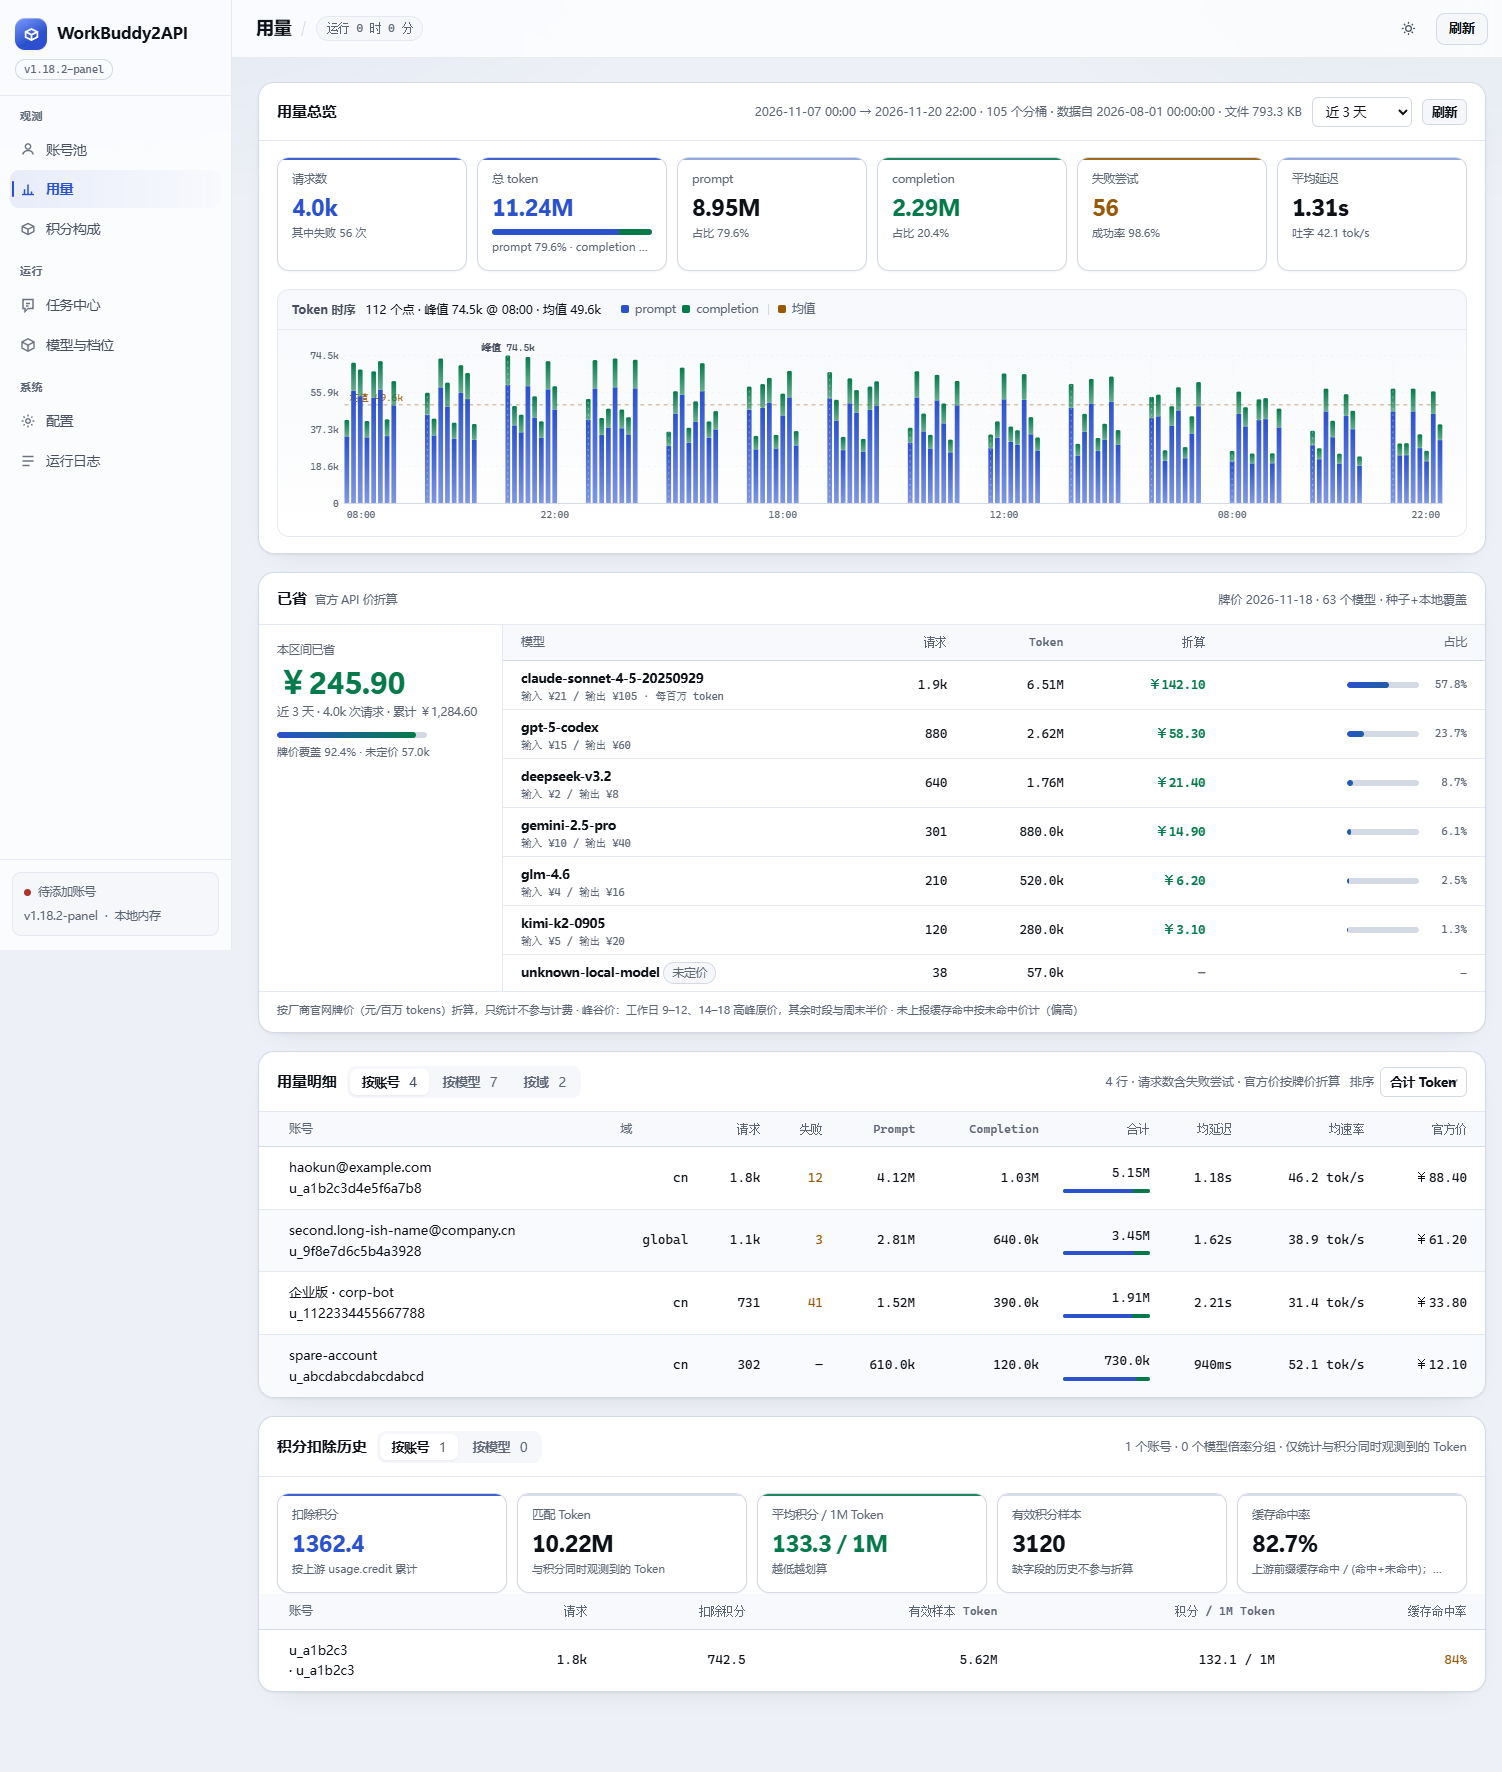 WorkBuddy2API
v1.18.2-panel
观测
账号池
用量
积分构成
运行
任务中心
模型与档位
系统
配置
运行日志
待添加账号
v1.18.2-panel · 本地内存
用量 / 运行 0 时 0 分
刷新
用量总览
2026-11-07 00:00 → 2026-11-20 22:00 · 105 个分桶 · 数据自 2026-08-01 00:00:00 · 文件 793.3 KB
近 3 天
刷新
请求数
4.0k
其中失败 56 次
总 token
11.24M
prompt 79.6% · completion ...
prompt
8.95M
占比 79.6%
completion
2.29M
占比 20.4%
失败尝试
56
成功率 98.6%
平均延迟
1.31s
吐字 42.1 tok/s
Token 时序 112 个点 · 峰值 74.5k @ 08:00 · 均值 49.6k prompt completion 均值
峰值 74.5k
74.5k
55.9k
均值 49.6k
37.3k
18.6k
0
08:00 22:00 18:00 12:00 08:00 22:00
已省 官方 API 价折算
牌价 2026-11-18 · 63 个模型 · 种子+本地覆盖
本区间已省
¥245.90
近 3 天 · 4.0k 次请求 · 累计 ¥1,284.60
牌价覆盖 92.4% · 未定价 57.0k
模型 请求 Token 折算 占比
claude-sonnet-4-5-20250929 1.9k 6.51M ¥142.10 57.8%
输入 ¥21 / 输出 ¥105 · 每百万 token
gpt-5-codex 880 2.62M ¥58.30 23.7%
输入 ¥15 / 输出 ¥60
deepseek-v3.2 640 1.76M ¥21.40 8.7%
输入 ¥2 / 输出 ¥8
gemini-2.5-pro 301 880.0k ¥14.90 6.1%
输入 ¥10 / 输出 ¥40
glm-4.6 210 520.0k ¥6.20 2.5%
输入 ¥4 / 输出 ¥16
kimi-k2-0905 120 280.0k ¥3.10 1.3%
输入 ¥5 / 输出 ¥20
unknown-local-model 未定价 38 57.0k — —
按厂商官网牌价（元/百万 tokens）折算，只统计不参与计费 · 峰谷价：工作日 9–12、14–18 高峰原价，其余时段与周末半价 · 未上报缓存命中按未命中价计（偏高）
用量明细 按账号 4 按模型 7 按域 2
4 行 · 请求数含失败尝试 · 官方价按牌价折算 排序 合计 Token
账号 域 请求 失败 Prompt Completion 合计 均延迟 均速率 官方价
haokun@example.com
u_a1b2c3d4e5f6a7b8 cn 1.8k 12 4.12M 1.03M 5.15M 1.18s 46.2 tok/s ¥88.40
second.long-ish-name@company.cn
u_9f8e7d6c5b4a3928 global 1.1k 3 2.81M 640.0k 3.45M 1.62s 38.9 tok/s ¥61.20
企业版 · corp-bot
u_1122334455667788 cn 731 41 1.52M 390.0k 1.91M 2.21s 31.4 tok/s ¥33.80
spare-account
u_abcdabcdabcdabcd cn 302 — 610.0k 120.0k 730.0k 940ms 52.1 tok/s ¥12.10
积分扣除历史 按账号 1 按模型 0
1 个账号 · 0 个模型倍率分组 · 仅统计与积分同时观测到的 Token
扣除积分
1362.4
按上游 usage.credit 累计
匹配 Token
10.22M
与积分同时观测到的 Token
平均积分 / 1M Token
133.3 / 1M
越低越划算
有效积分样本
3120
缺字段的历史不参与折算
缓存命中率
82.7%
上游前缀缓存命中 / (命中+未命中)； ...
账号 请求 扣除积分 有效样本 Token 积分 / 1M Token 缓存命中率
u_a1b2c3
· u_a1b2c3 1.8k 742.5 5.62M 132.1 / 1M 84%